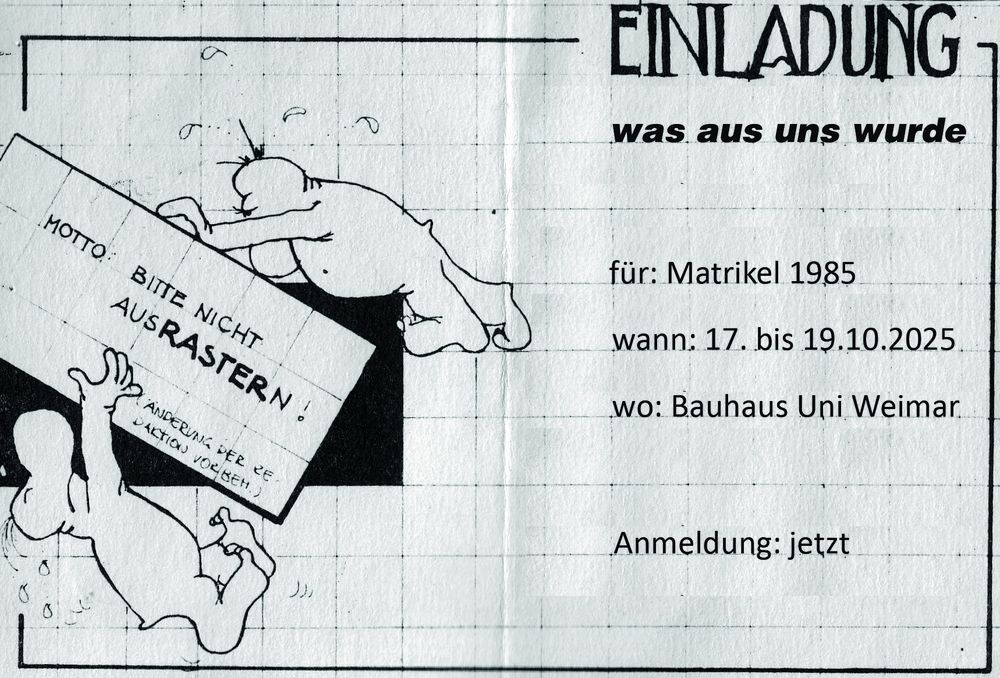 EINLADUNG
was aus uns wurde
für: Matrikel 1985
wann: 17. bis 19.10.2025
wo: Bauhaus Uni Weimar
Anmeldung: jetzt
MOTTO: BITTE NICHT
AUSRASTERN!
ÄNDERUNG DER RE-
DAKTION VORBEH.)